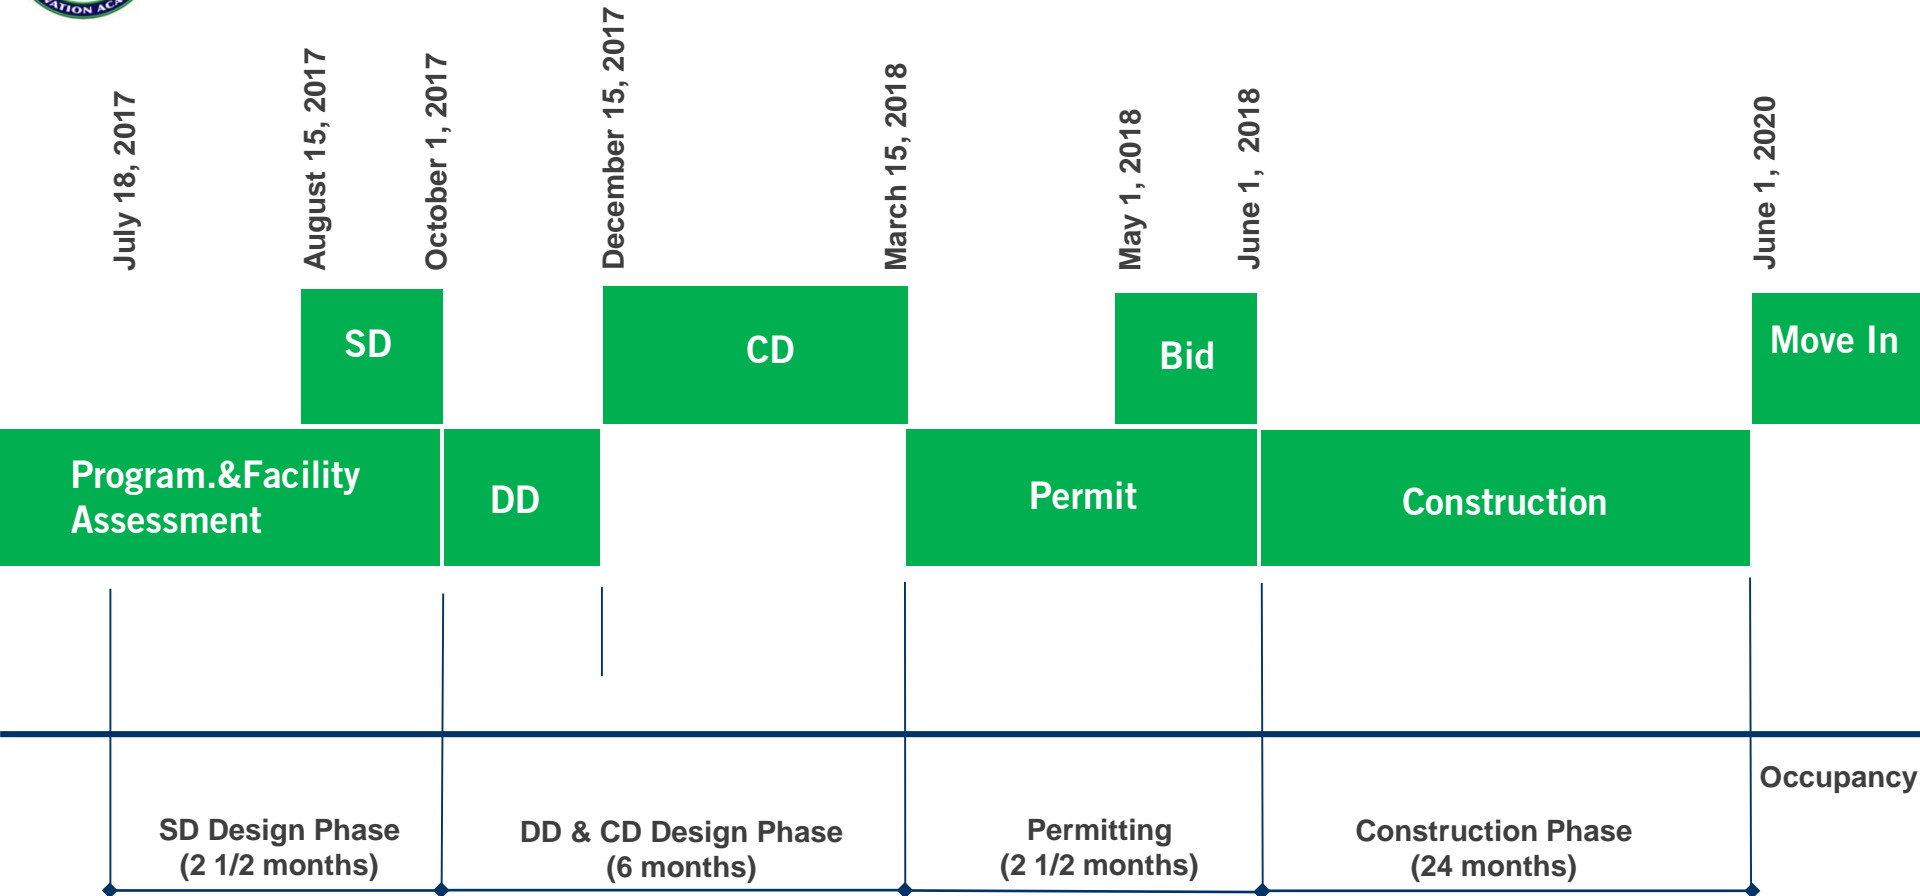 VATION ACA
July 18, 2017
August 15, 2017
October 1, 2017
December 15, 2017
March 15, 2018
May 1, 2018
June 1,  2018
June 1, 2020
SD
CD
Bid
Move In
Program.&Facility
Assessment
DD
Permit
Construction
Occupancy
SD Design Phase
(2 1/2 months)
DD & CD Design Phase
(6 months)
Permitting
(2 1/2 months)
Construction Phase
(24 months)